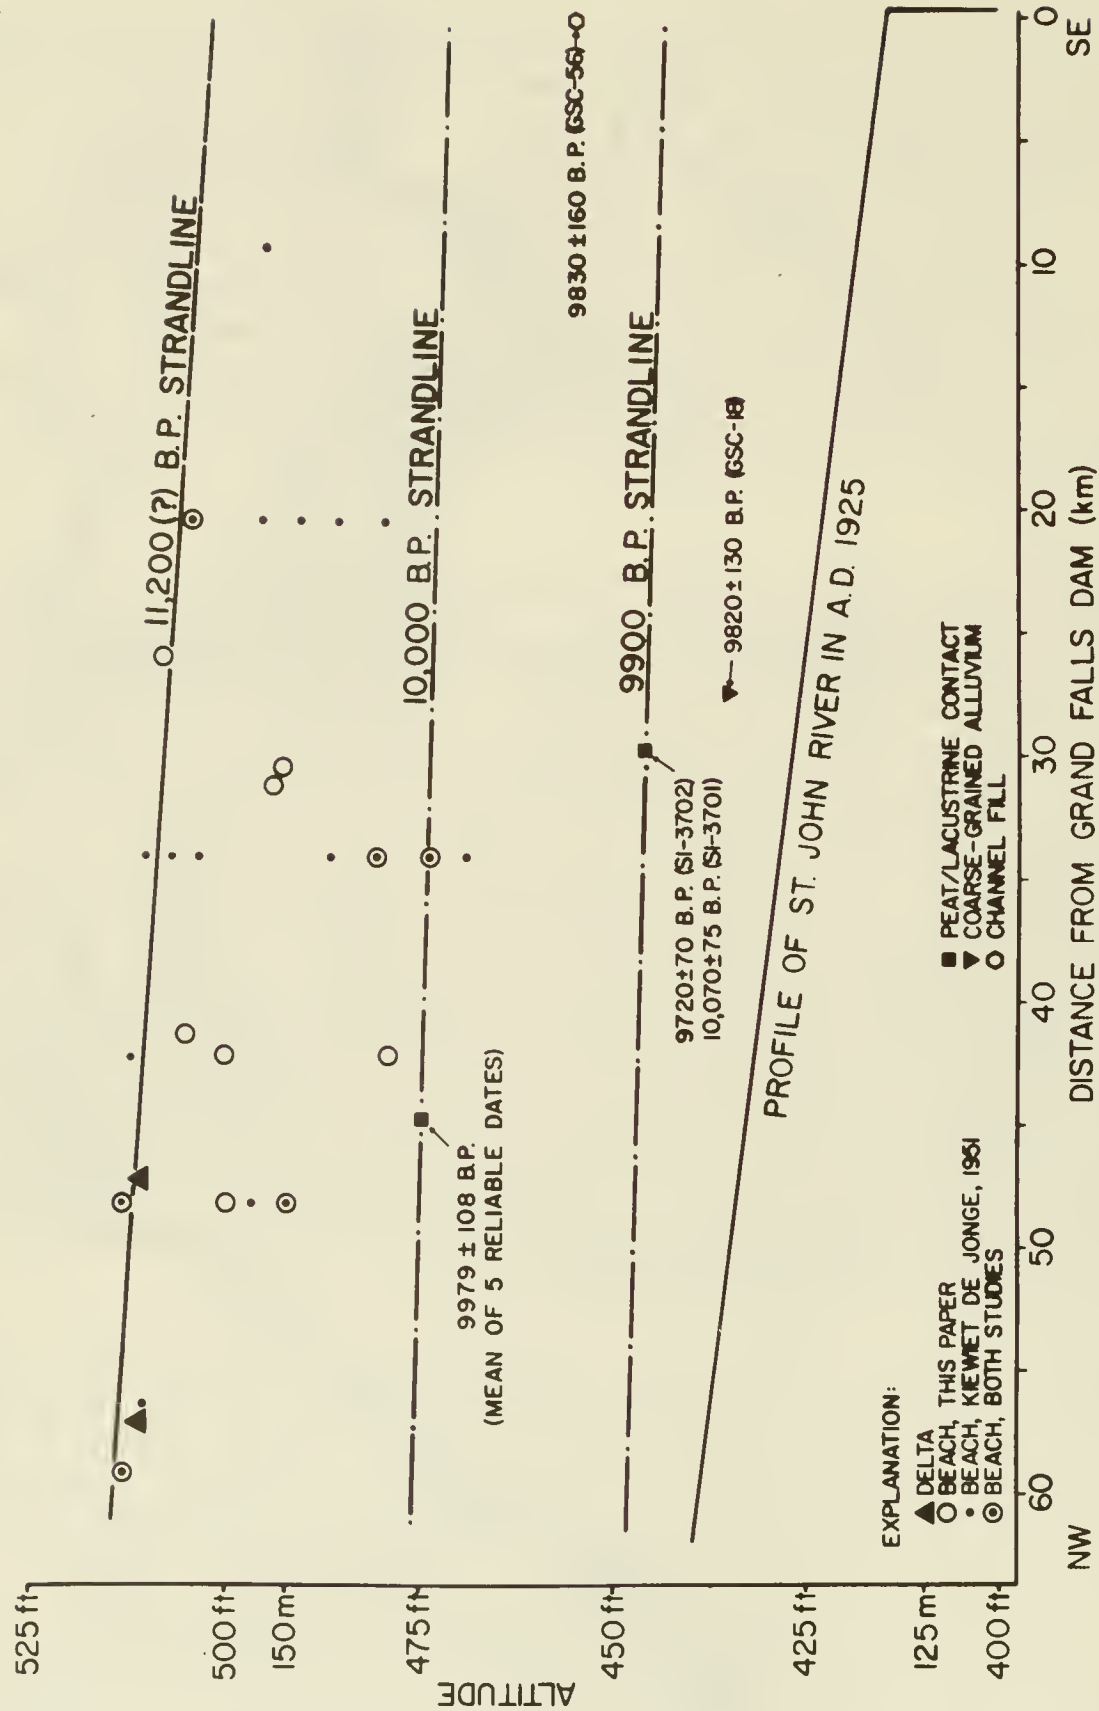 525 ft
500 ft
150 m
475 ft
450 ft
425 ft
125 m
400 ft
ALTITUDE
11,200(?) B.P. STRANDLINE
10,000 B.P. STRANDLINE
9979 ± 108 B.P.
(MEAN OF 5 RELIABLE DATES)
9830 ±160 B.P. (GSC-56)
9900 B.P. STRANDLINE
9720±70 B.P. (SI-3702)
10,070±75 B.P. (SI-3701)
9820±130 B.P. (GSC-18)
PROFILE OF ST. JOHN RIVER IN A.D. 1925
EXPLANATION:
DELTA
BEACH, THIS PAPER
BEACH, KIEWIET DE JONGE, 1951
BEACH, BOTH STUDIES
PEAT/LACUSTRINE CONTACT
COARSE-GRAINED ALLUVIUM
CHANNEL FILL
60
50
40
30
20
10
0
NW
DISTANCE FROM GRAND FALLS DAM (km)
SE